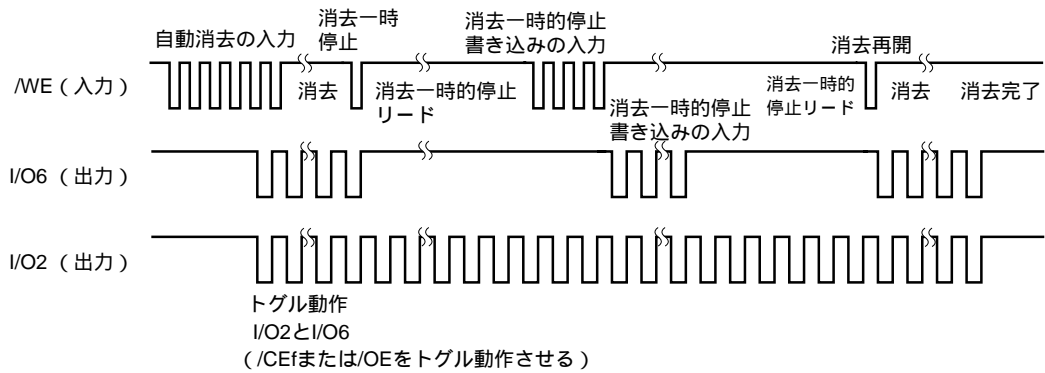 自動消去の入力
消去一時
停止
消去一時的停止
書き込みの入力
消去再開
/WE（入力）
消去
消去一時的停止
リード
消去一時的停止
書き込みの入力
消去一時的
停止リード
消去
消去完了
I/O6 （出力）
I/O2 （出力）
トグル動作
I/O2とI/O6
（/CEfまたは/OEをトグル動作させる）